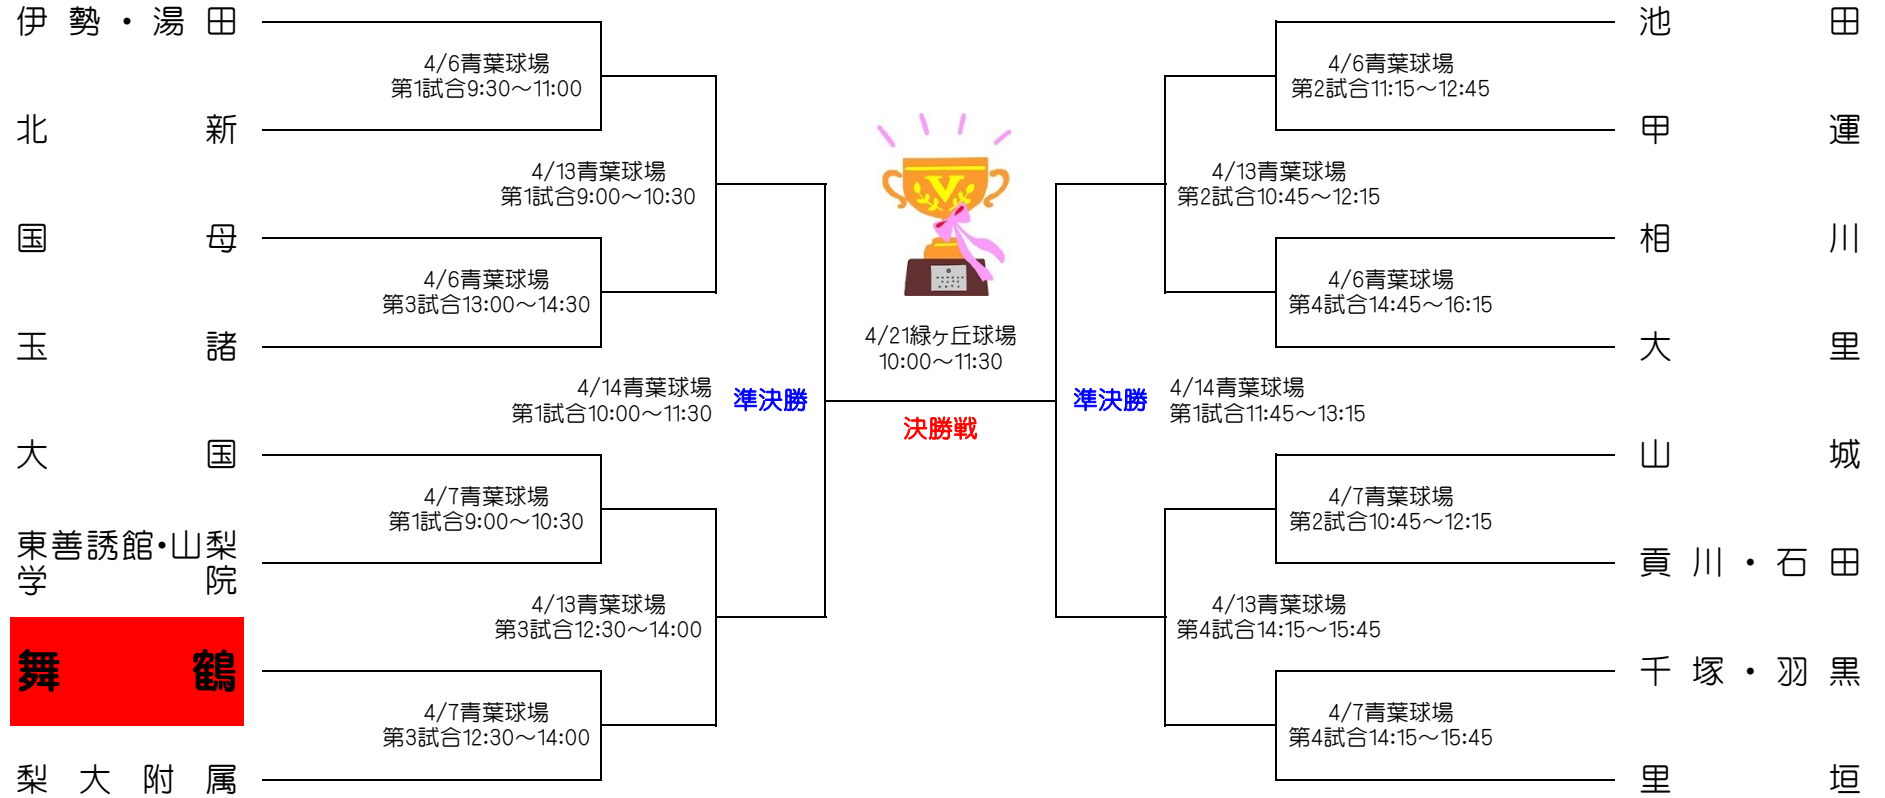 伊勢・湯田
4/6青葉球場
第1試合9:30～11:00
北新
4/13青葉球場
第1試合9:00～10:30
国母
4/6青葉球場
第3試合13:00～14:30
玉諸
4/14青葉球場
第1試合10:00～11:30
準決勝
大国
4/7青葉球場
第1試合9:00～10:30
東善誘館・山梨
学院
4/13青葉球場
第3試合12:30～14:00
舞鶴
4/7青葉球場
第3試合12:30～14:00
梨大附属
V
4/21緑ヶ丘球場
10:00～11:30
決勝戦
池田
4/6青葉球場
第2試合11:15～12:45
甲運
4/13青葉球場
第2試合10:45～12:15
相川
4/6青葉球場
第4試合14:45～16:15
大里
準決勝
4/14青葉球場
第1試合11:45～13:15
山城
4/7青葉球場
第2試合10:45～12:15
貢川・石田
4/13青葉球場
第4試合14:15～15:45
千塚・羽黒
4/7青葉球場
第4試合14:15～15:45
里垣